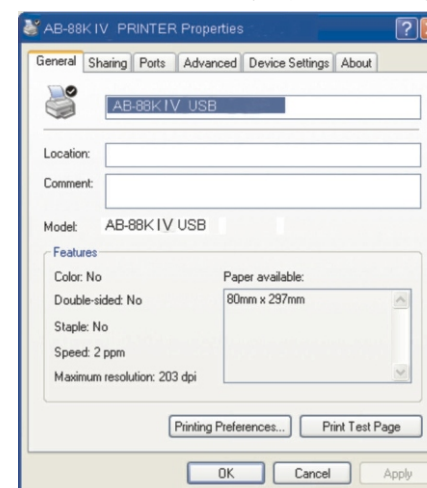 AB-88K IV PRINTER Properties
?
General Sharing Ports Advanced Device Settings About
AB-88K IV USB
Location:
Comment:
Model: AB-88K IV USB
Features
Color: No Paper available:
Double-sided: No 80mm x 297mm
Staple: No
Speed: 2 ppm
Maximum resolution: 203 dpi
Printing Preferences... Print Test Page
OK Cancel Apply